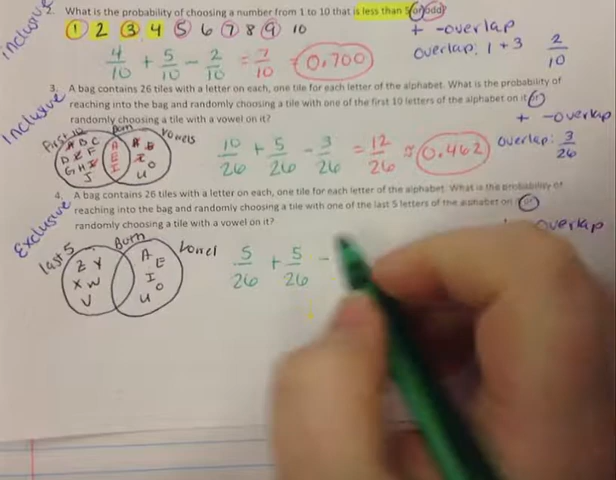 Inclusive
2. What is the probability of choosing a number from 1 to 10 that is less than 5 or odd?
+ -overlap
1 2 3 4 5 6 7 8 9 10
overlap: 1 + 3 2/10
4/10 + 5/10 - 2/10 = 7/10 = 0.700
Inclusive
3. A bag contains 26 tiles with a letter on each, one tile for each letter of the alphabet. What is the probability of
reaching into the bag and randomly choosing a tile with one of the first 10 letters of the alphabet on it or
randomly choosing a tile with a vowel on it?
+ -overlap
First 10 Both Vowels
A B C
D E F
G H I
J
A E I
A E
I O
U
10/26 + 5/26 - 3/26 = 12/26 ≈ 0.462
overlap: 3/26
Exclusive
4. A bag contains 26 tiles with a letter on each, one tile for each letter of the alphabet. What is the probability of
reaching into the bag and randomly choosing a tile with one of the last 5 letters of the alphabet on
randomly choosing a tile with a vowel on it?
overlap
last 5 Both Vowel
Z Y
X W
V
A E
I
U O
5/26 + 5/26 -